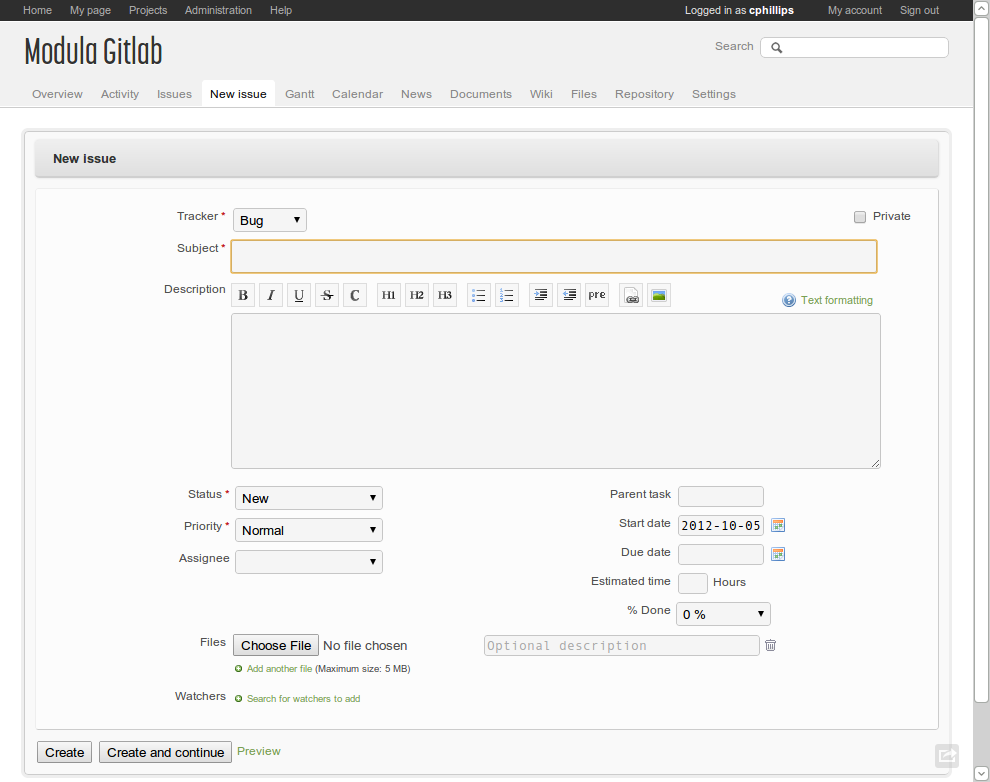 Home My page Projects Administration Help Logged in as cphillips My account Sign out
Modula Gitlab
Search
Overview Activity Issues New issue Gantt Calendar News Documents Wiki Files Repository Settings
New issue
Tracker * Bug Private
Subject *
Description B I U S C H1 H2 H3 pre Text formatting
Status * New Parent task
Priority * Normal Start date 2012-10-05
Assignee Due date
Estimated time Hours
% Done 0 %
Files Choose File No file chosen Optional description
Add another file (Maximum size: 5 MB)
Watchers Search for watchers to add
Create Create and continue Preview